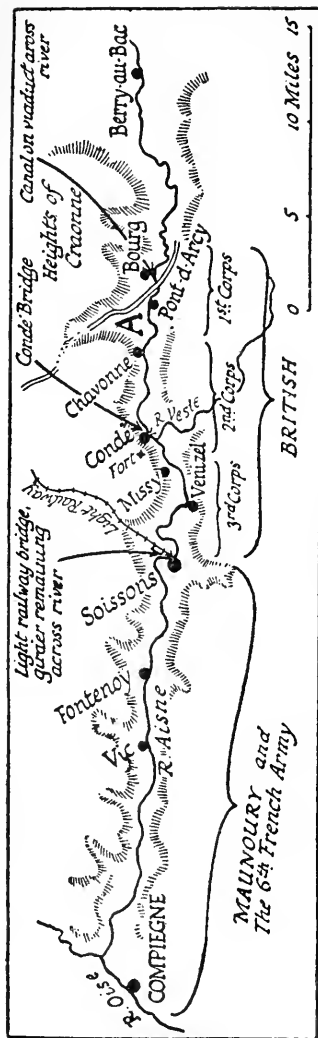 Light railway bridge,
girder remaining
across river
Condé Bridge
Canal on viaduct aross
river
Heights of
Craonne
Light Railway
Berry-au-Bac
Bourg
Pont-d'Arcy
A
Chavonne
Condé
Fort
R. Vesle
Missy
Venizel
Soissons
Fontenoy
Vic
R. Aisne
R. Oise
COMPIEGNE
3rd Corps
2nd Corps
1st Corps
BRITISH
MAUNOURY and
The 6th French Army
0 5 10 Miles 15